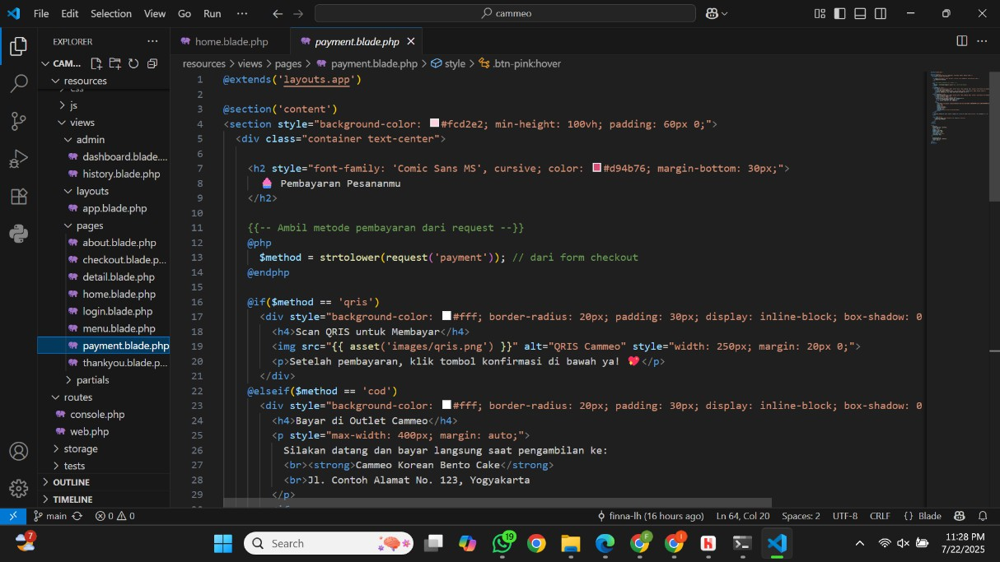 File Edit Selection View Go Run ··· cammeo
EXPLORER ···
CAM...
resources
css
js
views
admin
dashboard.blade....
history.blade.php
layouts
app.blade.php
pages
about.blade.php
checkout.blade.p...
detail.blade.php
home.blade.php
login.blade.php
menu.blade.php
payment.blade.php
thankyou.blade.p...
partials
routes
console.php
web.php
storage
tests
OUTLINE
TIMELINE
home.blade.php payment.blade.php
resources > views > pages > payment.blade.php > style > .btn-pink:hover
1 @extends('layouts.app')
2
3 @section('content')
4 <section style="background-color: #fcd2e2; min-height: 100vh; padding: 60px 0;">
5 <div class="container text-center">
6
7 <h2 style="font-family: 'Comic Sans MS', cursive; color: #d94b76; margin-bottom: 30px;">
8 🧁 Pembayaran Pesananmu
9 </h2>
10
11 {{-- Ambil metode pembayaran dari request --}}
12 @php
13 $method = strtolower(request('payment')); // dari form checkout
14 @endphp
15
16 @if($method == 'qris')
17 <div style="background-color: #fff; border-radius: 20px; padding: 30px; display: inline-block; box-shadow: 0
18 <h4>Scan QRIS untuk Membayar</h4>
19 <img src="{{ asset('images/qris.png') }}" alt="QRIS Cammeo" style="width: 250px; margin: 20px 0;">
20 <p>Setelah pembayaran, klik tombol konfirmasi di bawah ya! 💖</p>
21 </div>
22 @elseif($method == 'cod')
23 <div style="background-color: #fff; border-radius: 20px; padding: 30px; display: inline-block; box-shadow: 0
24 <h4>Bayar di Outlet Cammeo</h4>
25 <p style="max-width: 400px; margin: auto;">
26 Silakan datang dan bayar langsung saat pengambilan ke:
27 <br><strong>Cammeo Korean Bento Cake</strong>
28 <br>Jl. Contoh Alamat No. 123, Yogyakarta
29 </p>
main 0 0 finna-lh (16 hours ago) Ln 64, Col 20 Spaces: 2 UTF-8 CRLF {} Blade
7 Search 19 F I H 11:28 PM
7/22/2025